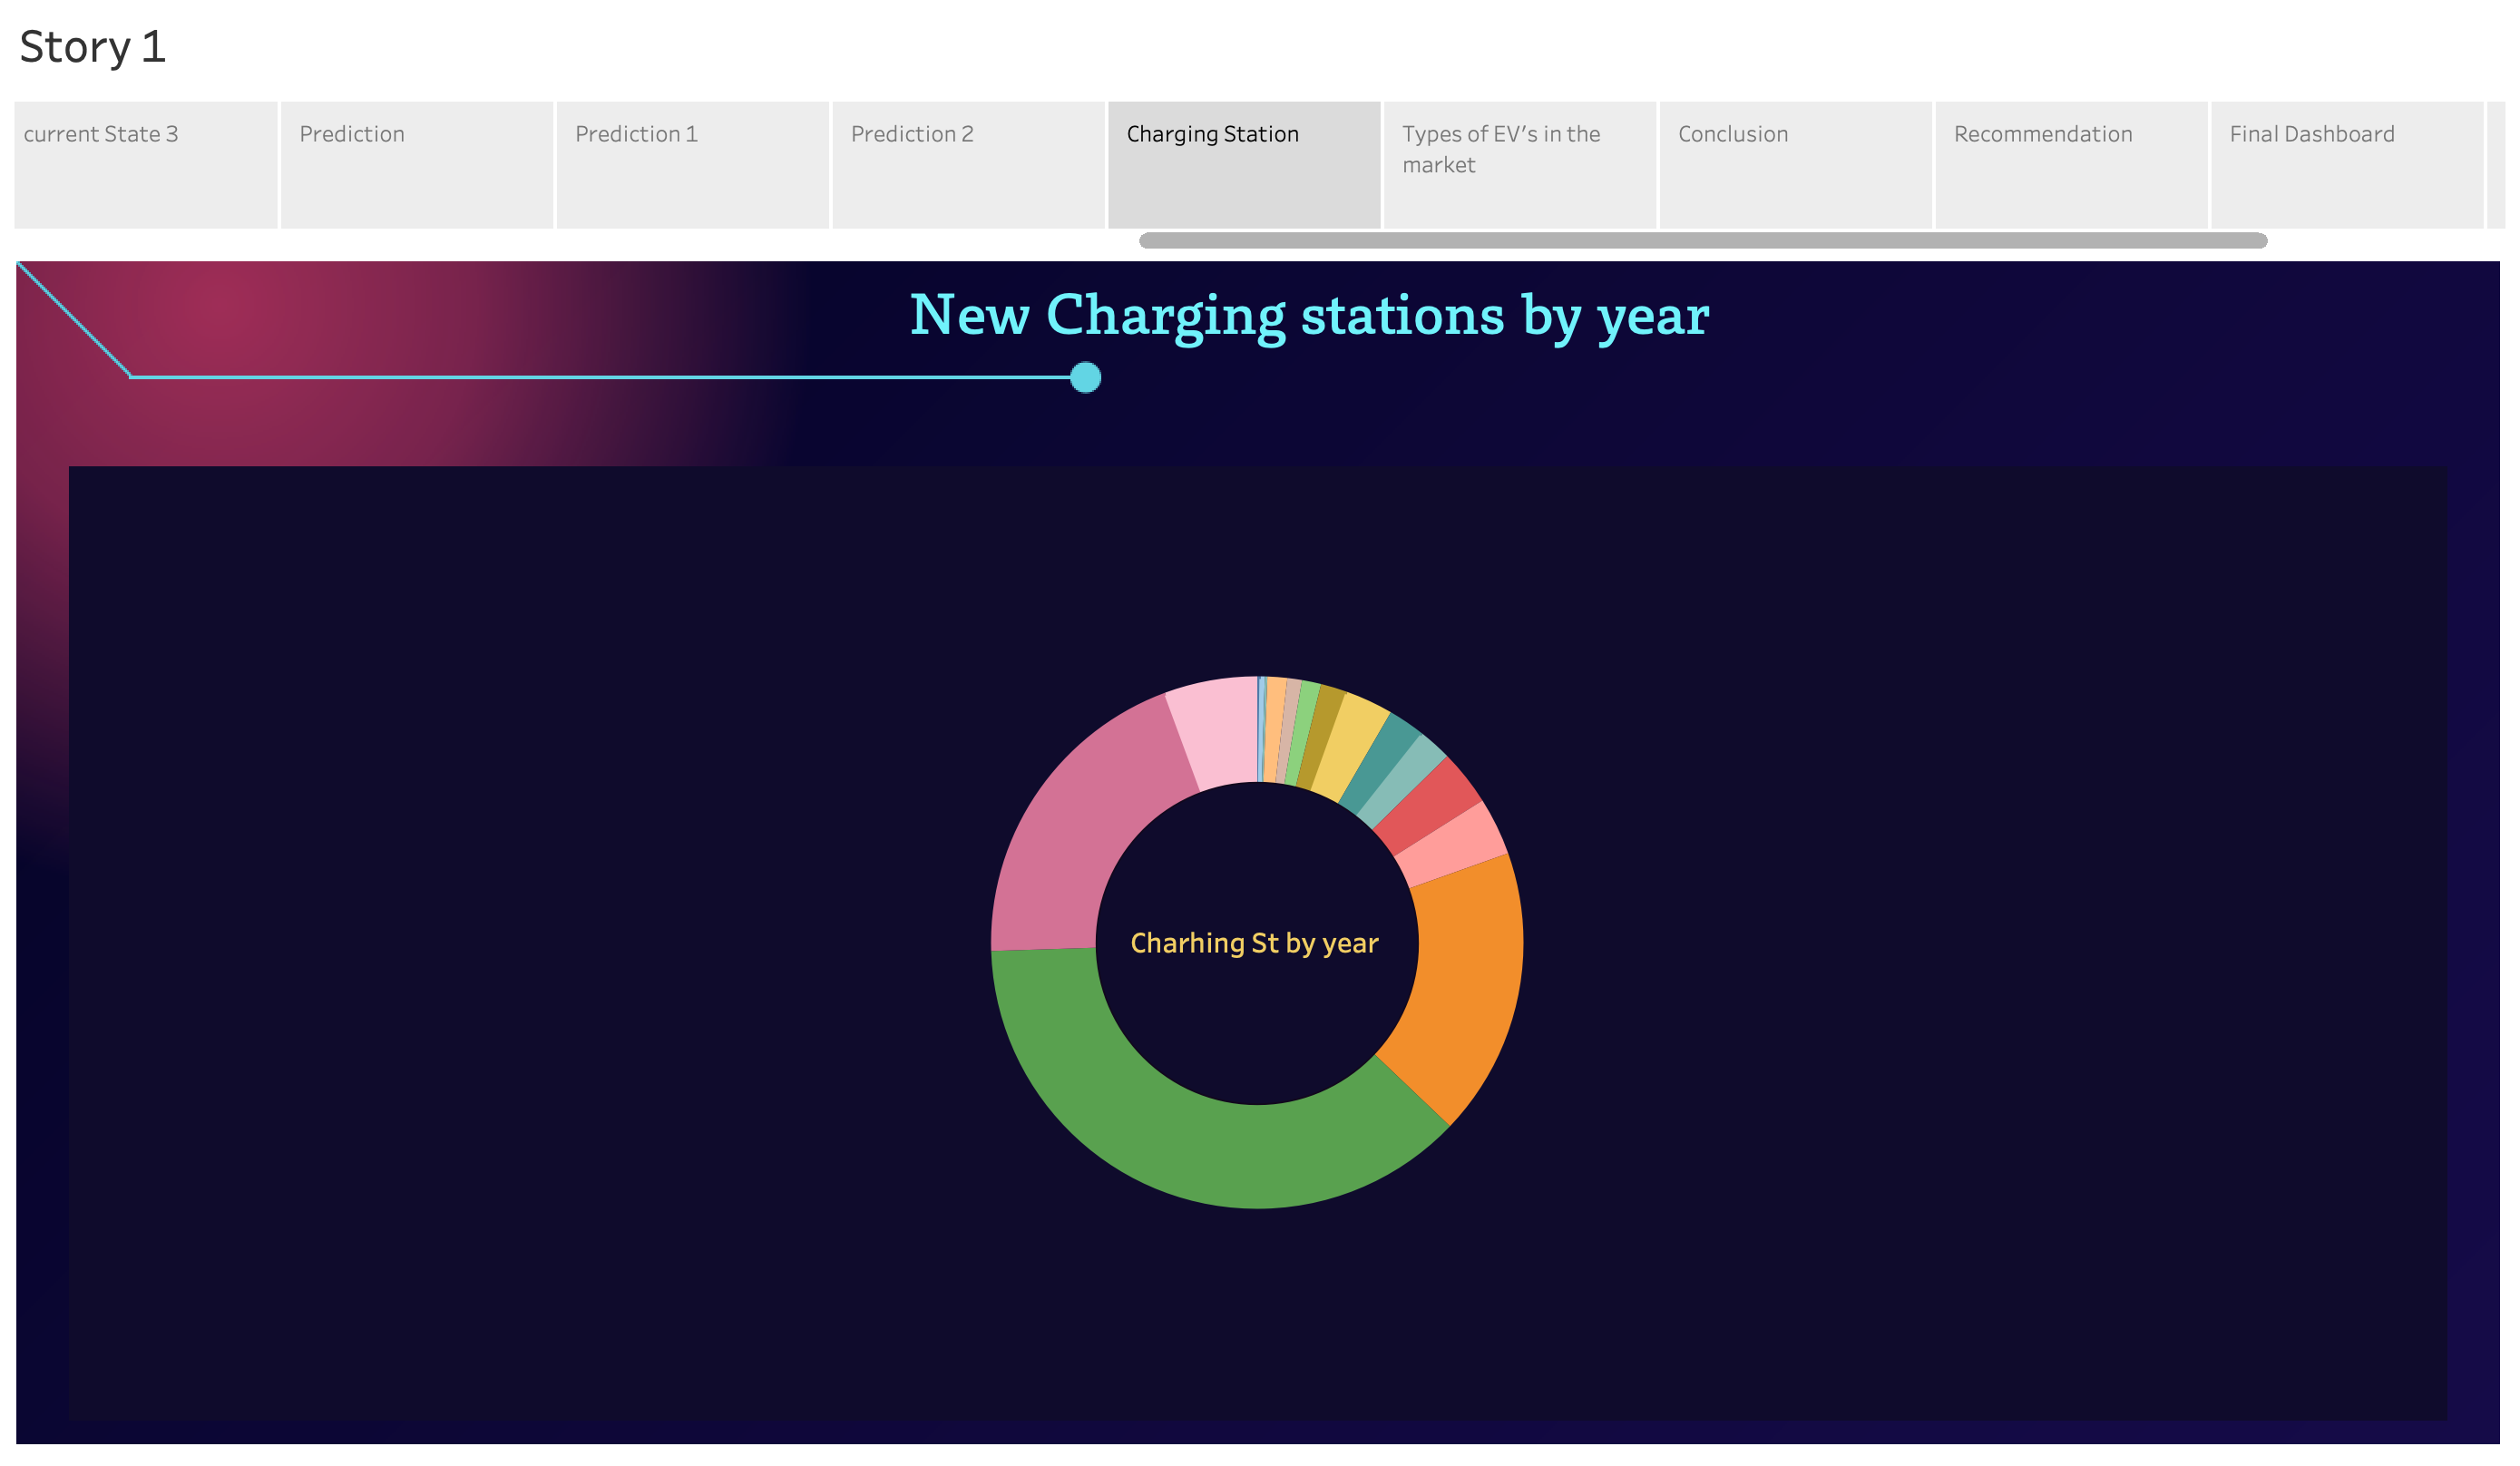 Story 1
current State 3
Prediction
Prediction 1
Prediction 2
Charging Station
Types of EV's in the
market
Conclusion
Recommendation
Final Dashboard
New Charging stations by year
Charhing St by year